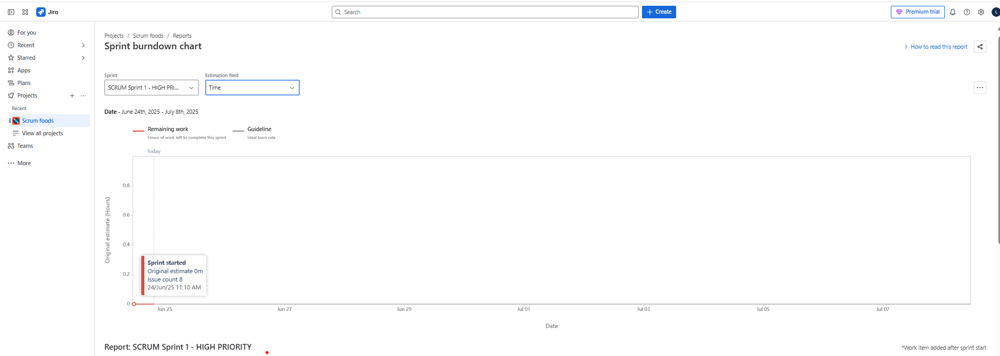 Jira
Search
Create
Premium trial
L
For you
Recent
Starred
Apps
Plans
Projects
Recent
Scrum foods
View all projects
Teams
More
Projects / Scrum foods / Reports
Sprint burndown chart
How to read this report
Sprint
SCRUM Sprint 1 - HIGH PRI...
Estimation field
Time
Date - June 24th, 2025 - July 8th, 2025
Remaining work
Hours of work left to complete this sprint
Guideline
Ideal burn rate
Today
Original estimate (Hours)
0.8
0.6
0.4
0.2
0
Sprint started
Original estimate 0m
Issue count 8
24/Jun/25 11:10 AM
Jun 25
Jun 27
Jun 29
Jul 01
Jul 03
Jul 05
Jul 07
Date
Report: SCRUM Sprint 1 - HIGH PRIORITY
*Work item added after sprint start